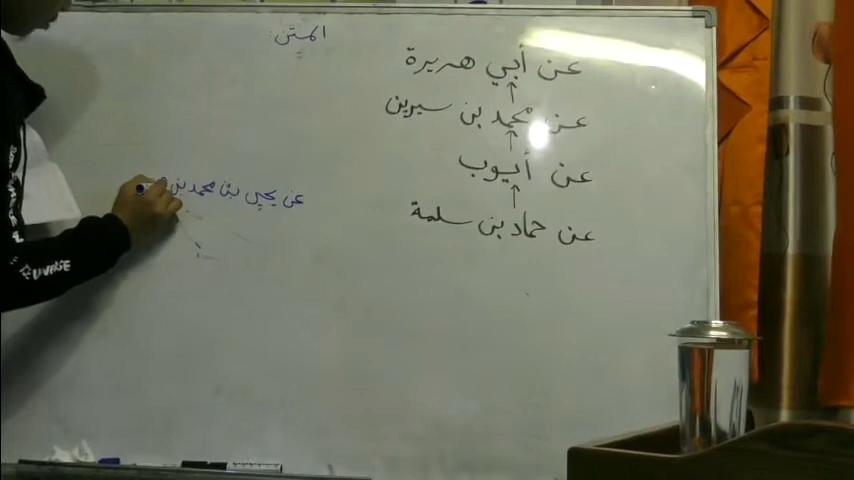 المتن
عن أبي هريرة
عن محمد بن سيرين
عن أيوب
عن حماد بن سلمة
عن يحيى بن محمد بن